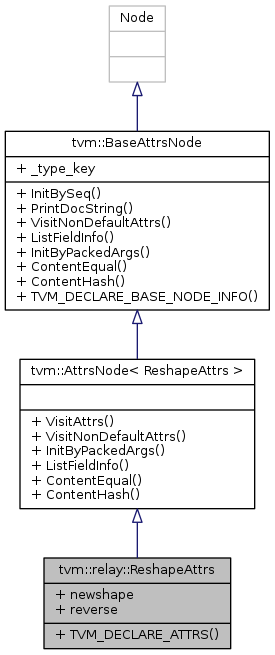 Node
tvm::BaseAttrsNode
+ _type_key
+ InitBySeq()
+ PrintDocString()
+ VisitNonDefaultAttrs()
+ ListFieldInfo()
+ InitByPackedArgs()
+ ContentEqual()
+ ContentHash()
+ TVM_DECLARE_BASE_NODE_INFO()
tvm::AttrsNode< ReshapeAttrs >
+ VisitAttrs()
+ VisitNonDefaultAttrs()
+ InitByPackedArgs()
+ ListFieldInfo()
+ ContentEqual()
+ ContentHash()
tvm::relay::ReshapeAttrs
+ newshape
+ reverse
+ TVM_DECLARE_ATTRS()